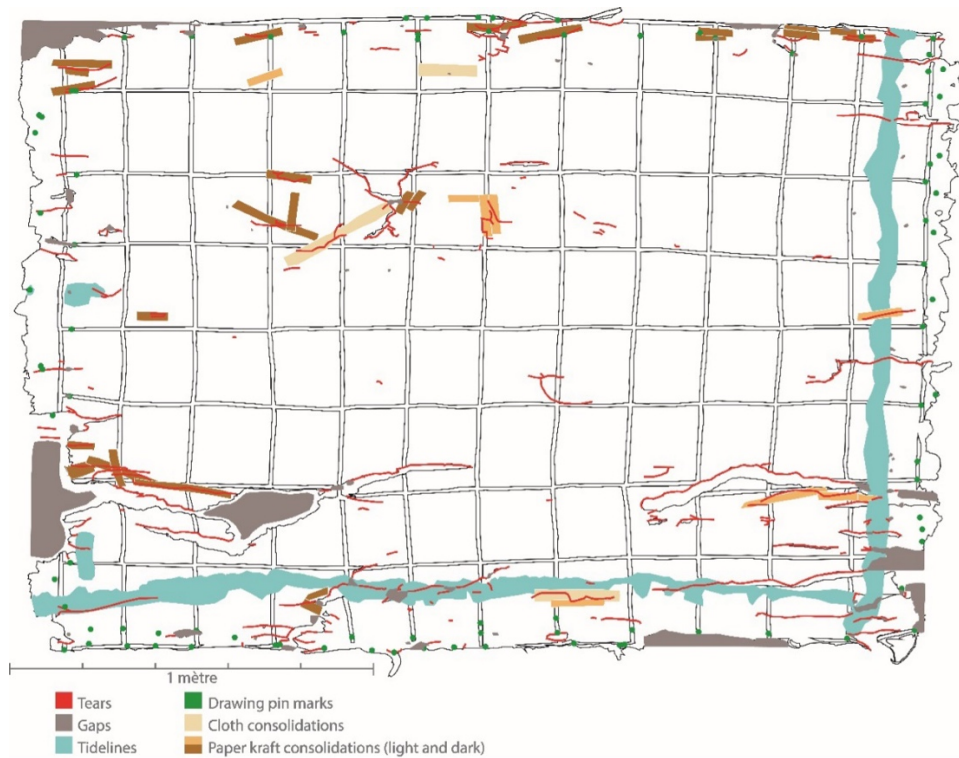 1 mètre
Tears
Gaps
Tidelines
Drawing pin marks
Cloth consolidations
Paper kraft consolidations (light and dark)